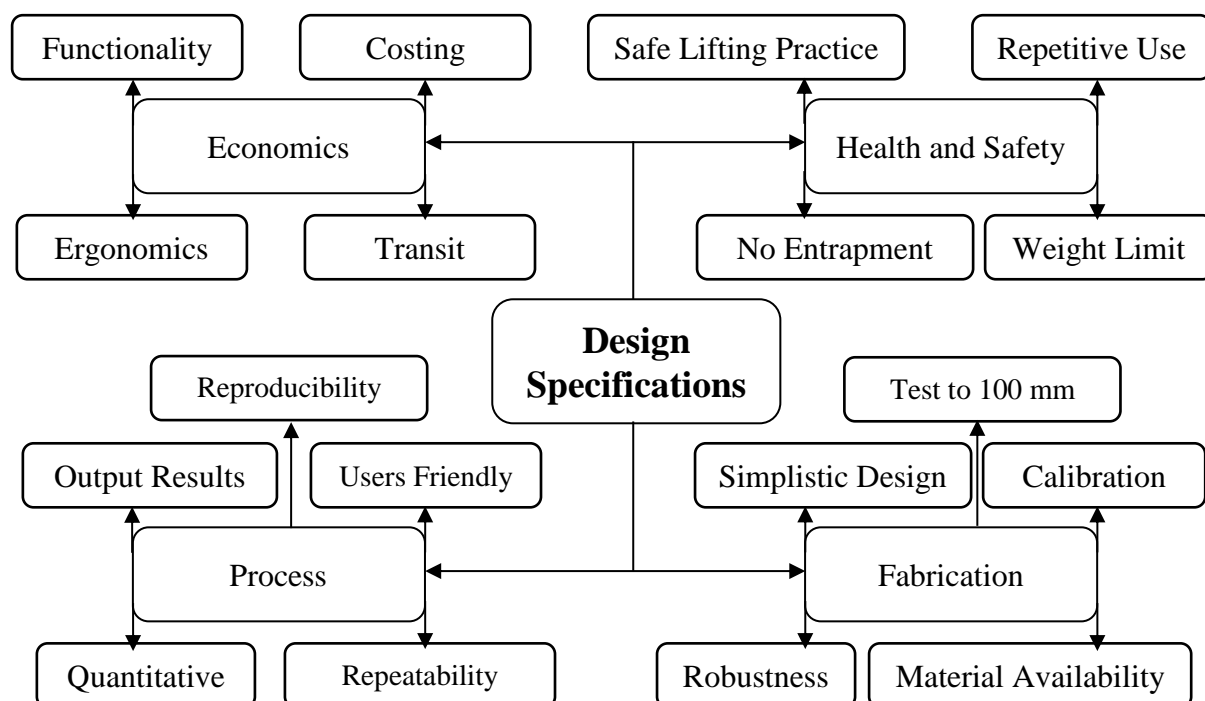 Functionality
Costing
Safe Lifting Practice
Repetitive Use
Economics
Health and Safety
Ergonomics
Transit
No Entrapment
Weight Limit
Design
Specifications
Reproducibility
Test to 100 mm
Output Results
Users Friendly
Simplistic Design
Calibration
Process
Fabrication
Quantitative
Repeatability
Robustness
Material Availability